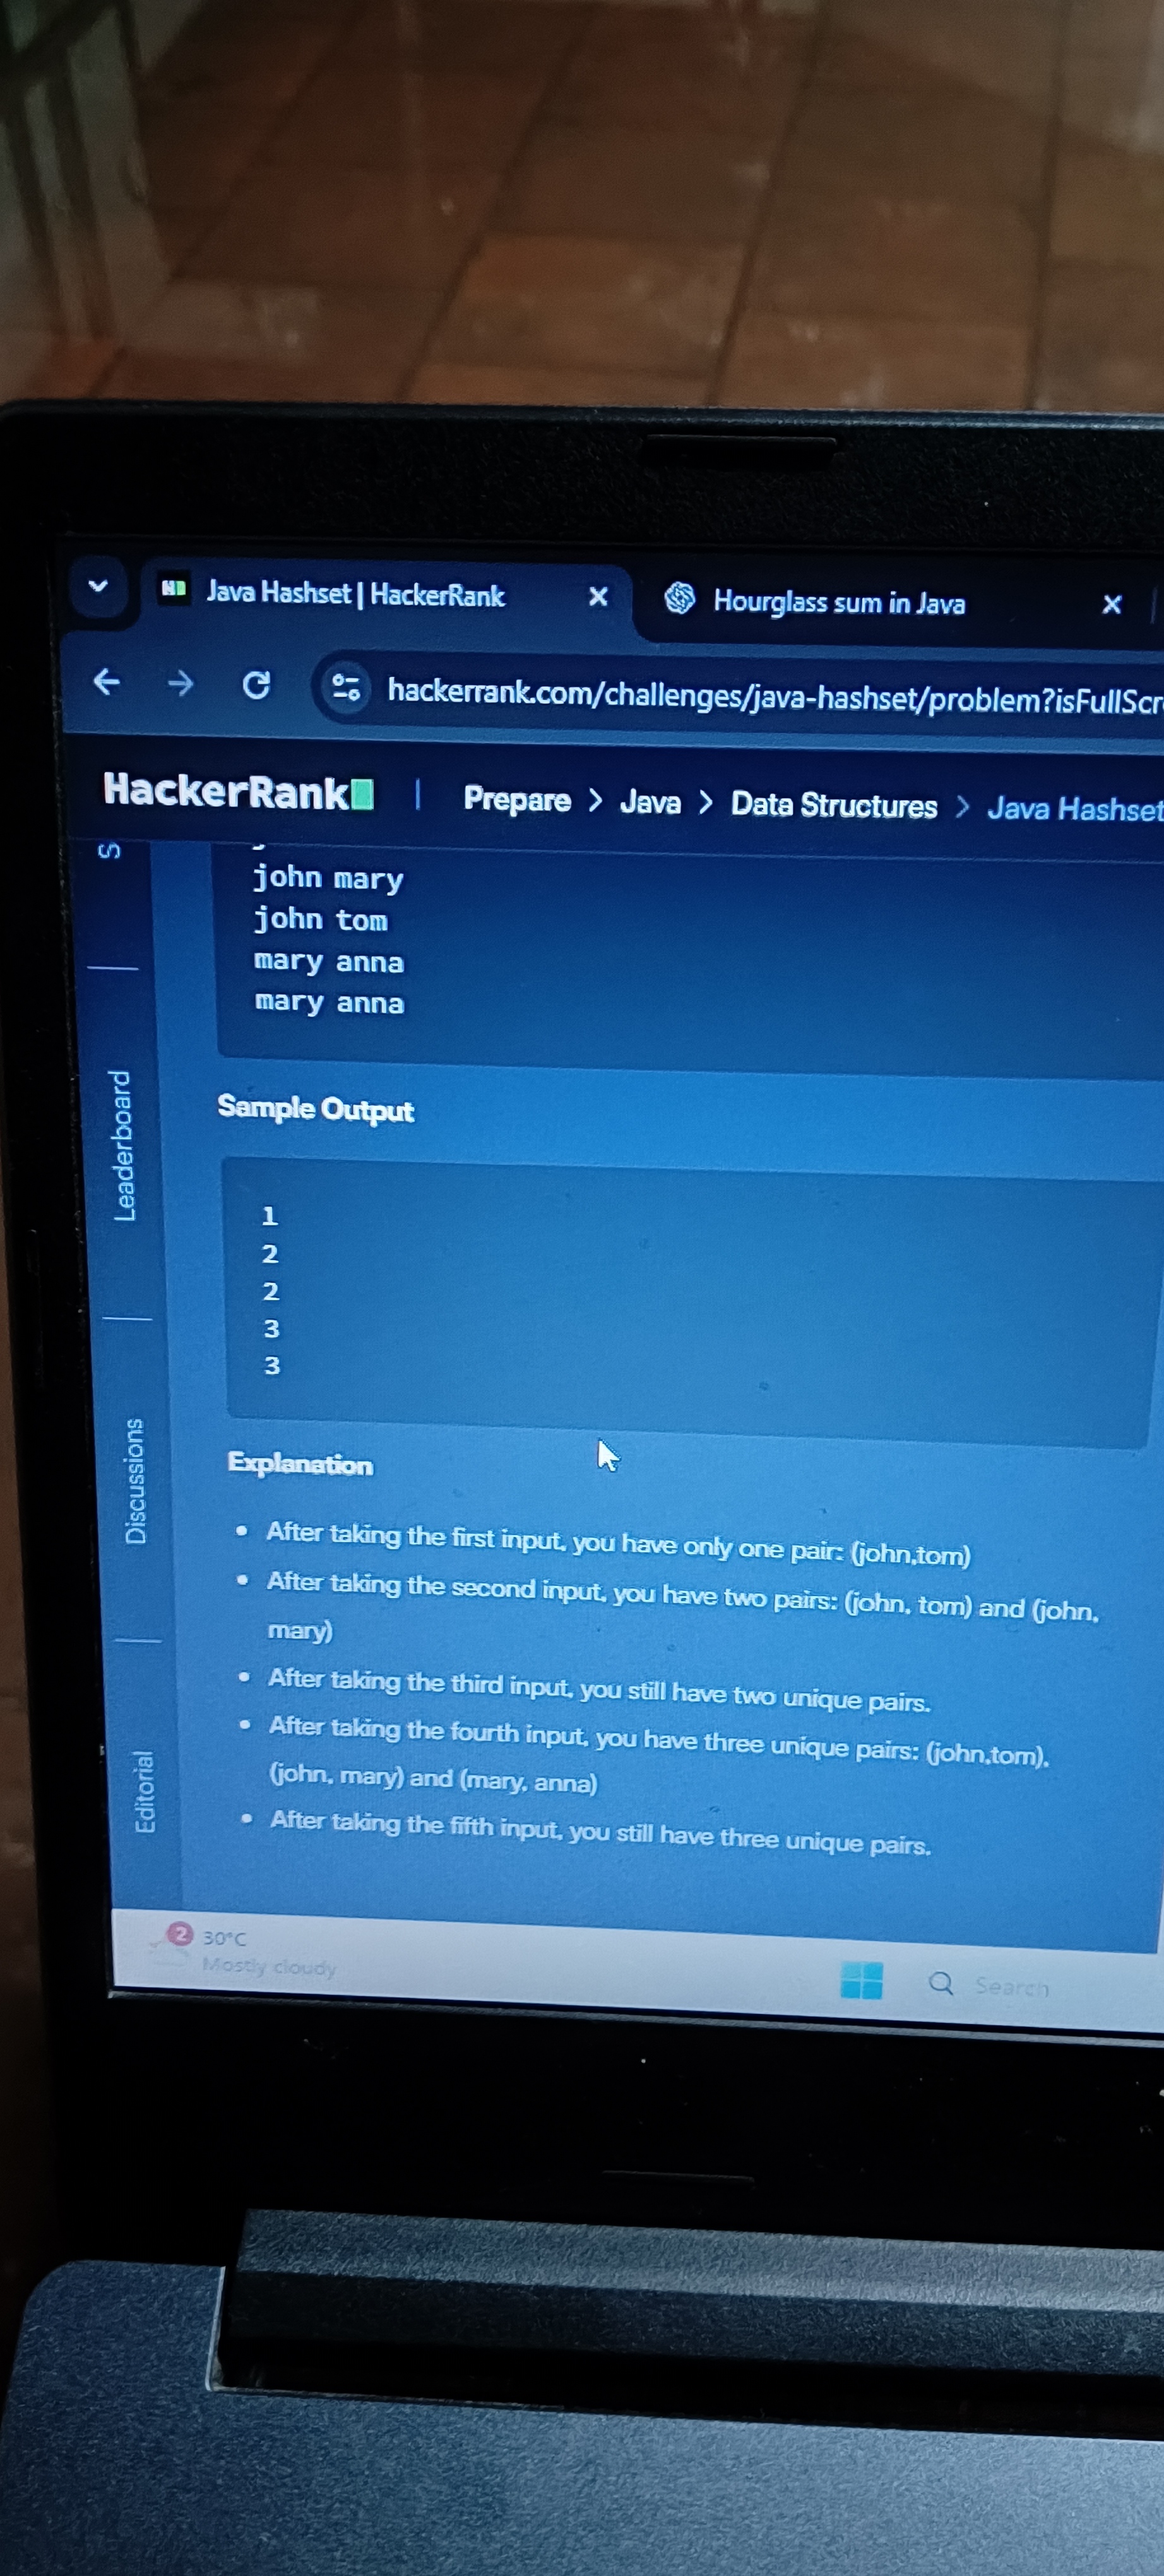 Java Hashset | HackerRank
Hourglass sum in Java
hackerrank.com/challenges/java-hashset/problem?isFullScr
HackerRank
Prepare > Java > Data Structures > Java Hashset
S
john mary
john tom
mary anna
mary anna
Leaderboard
Sample Output
1
2
2
3
3
Discussions
Explanation
• After taking the first input, you have only one pair: (john,tom)
• After taking the second input, you have two pairs: (john, tom) and (john,
mary)
• After taking the third input, you still have two unique pairs.
• After taking the fourth input, you have three unique pairs: (john,tom),
(john, mary) and (mary, anna)
• After taking the fifth input, you still have three unique pairs.
Editorial
2
30°C
Mostly cloudy
Search